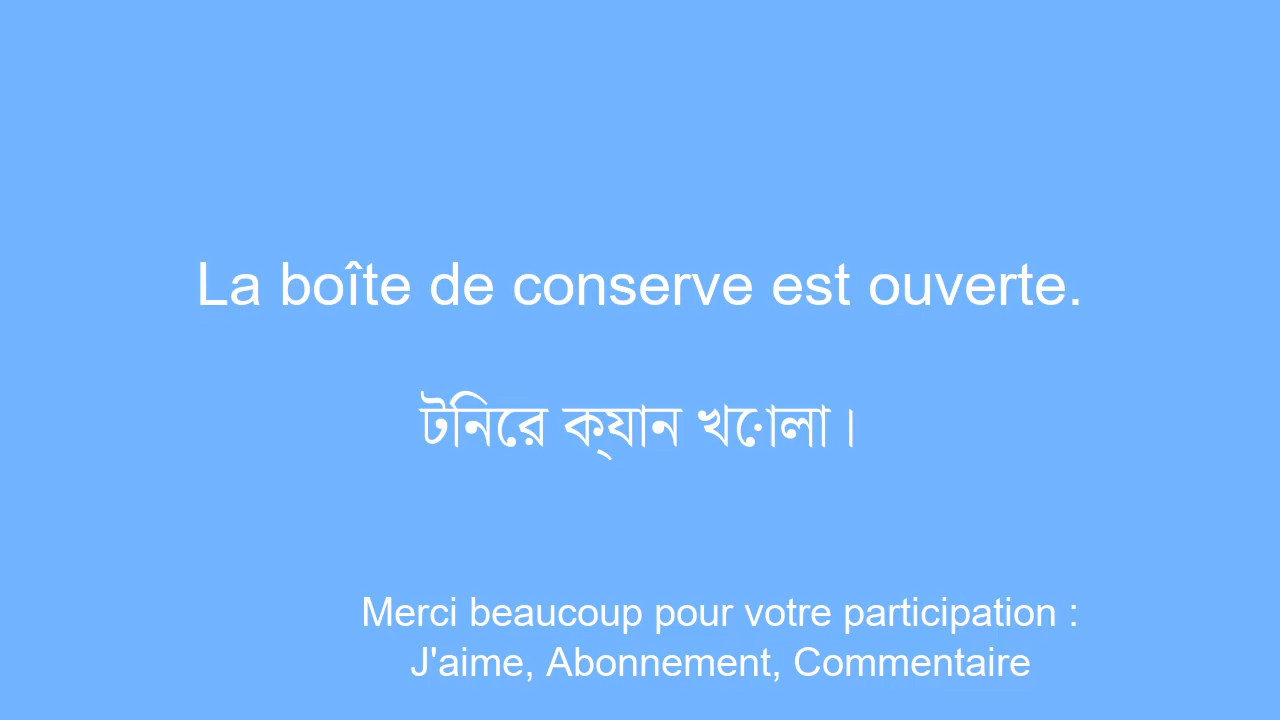 La boîte de conserve est ouverte.
টিনের ক্যান খোলা।
Merci beaucoup pour votre participation :
J'aime, Abonnement, Commentaire